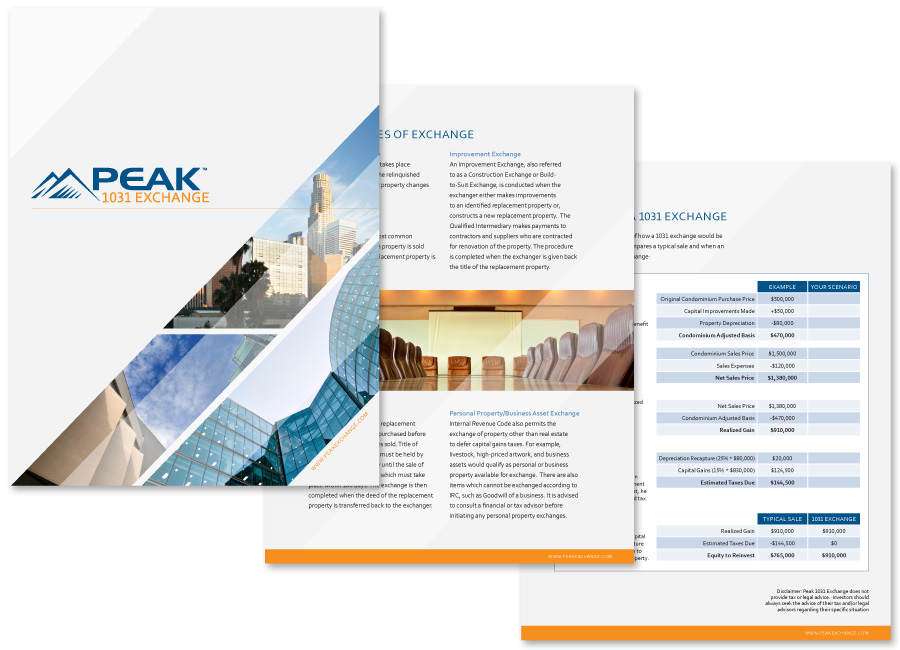 PEAK™
1031 EXCHANGE
WWW.PEAKEXCHANGE.COM
ES OF EXCHANGE
takes place
he relinquished
property changes
ost common
property is sold
lacement property is
Improvement Exchange
An Improvement Exchange, also referred
to as a Construction Exchange or Build-
to-Suit Exchange, is conducted when the
exchanger either makes improvements
to an identified replacement property or,
constructs a new replacement property. The
Qualified Intermediary makes payments to
contractors and suppliers who are contracted
for renovation of the property. The procedure
is completed when the exchanger is given back
the title of the replacement property.
replacement
purchased before
s sold. Title of
must be held by
until the sale of
which must take
exchange is then
completed when the deed of the replacement
property is transferred back to the exchanger.
Personal Property/Business Asset Exchange
Internal Revenue Code also permits the
exchange of property other than real estate
to defer capital gains taxes. For example,
livestock, high-priced artwork, and business
assets would qualify as personal or business
property available for exchange. There are also
items which cannot be exchanged according to
IRC, such as Goodwill of a business. It is advised
to consult a financial or tax advisor before
initiating any personal property exchanges.
WWW.PEAKEXCHANGE.COM
A 1031 EXCHANGE
of how a 1031 exchange would be
mpares a typical sale and when an
ange:
EXAMPLE YOUR SCENARIO
Original Condominium Purchase Price $500,000
Capital Improvements Made +$50,000
Property Depreciation -$80,000
Condominium Adjusted Basis $470,000
Condominium Sales Price $1,500,000
Sales Expenses -$120,000
Net Sales Price $1,380,000
Net Sales Price $1,380,000
Condominium Adjusted Basis -$470,000
Realized Gain $910,000
Depreciation Recapture (25% * $80,000) $20,000
Capital Gains (15% * $830,000) $124,500
Estimated Taxes Due $144,500
TYPICAL SALE 1031 EXCHANGE
Realized Gain $910,000 $910,000
Estimated Taxes Due -$144,500 $0
Equity to Reinvest $765,000 $910,000
Disclaimer: Peak 1031 Exchange does not
provide tax or legal advice. Investors should
always seek the advice of their tax and/or legal
advisors regarding their specific situation
WWW.PEAKEXCHANGE.COM